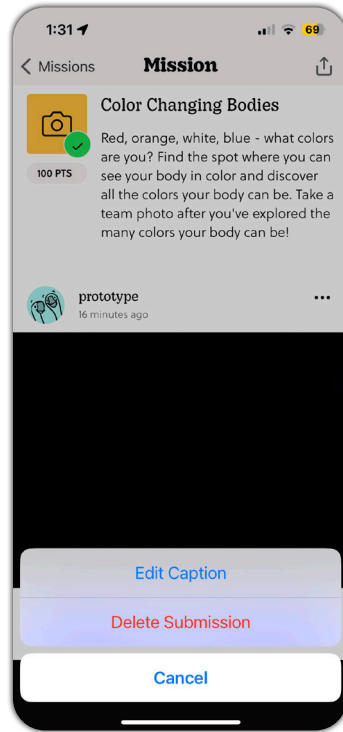 1:31
69
Missions
Mission
Color Changing Bodies
Red, orange, white, blue - what colors
are you? Find the spot where you can
see your body in color and discover
all the colors your body can be. Take a
team photo after you've explored the
many colors your body can be!
100 PTS
prototype
16 minutes ago
Edit Caption
Delete Submission
Cancel